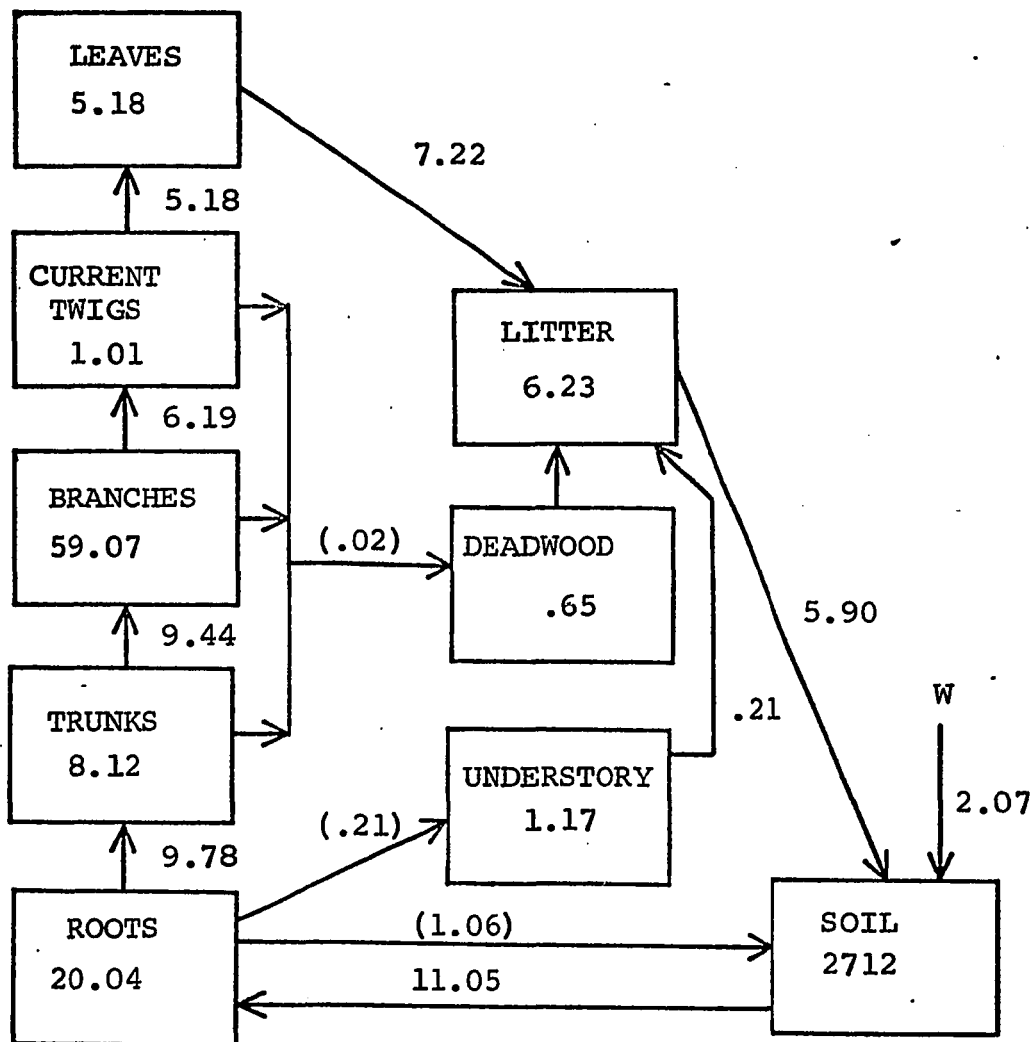 LEAVES
5.18
7.22
5.18
CURRENT
TWIGS
1.01
LITTER
6.23
6.19
BRANCHES
59.07
(.02)
DEADWOOD
.65
5.90
9.44
TRUNKS
8.12
W
.21
UNDERSTORY
1.17
2.07
(.21)
9.78
ROOTS
20.04
(1.06)
11.05
SOIL
2712